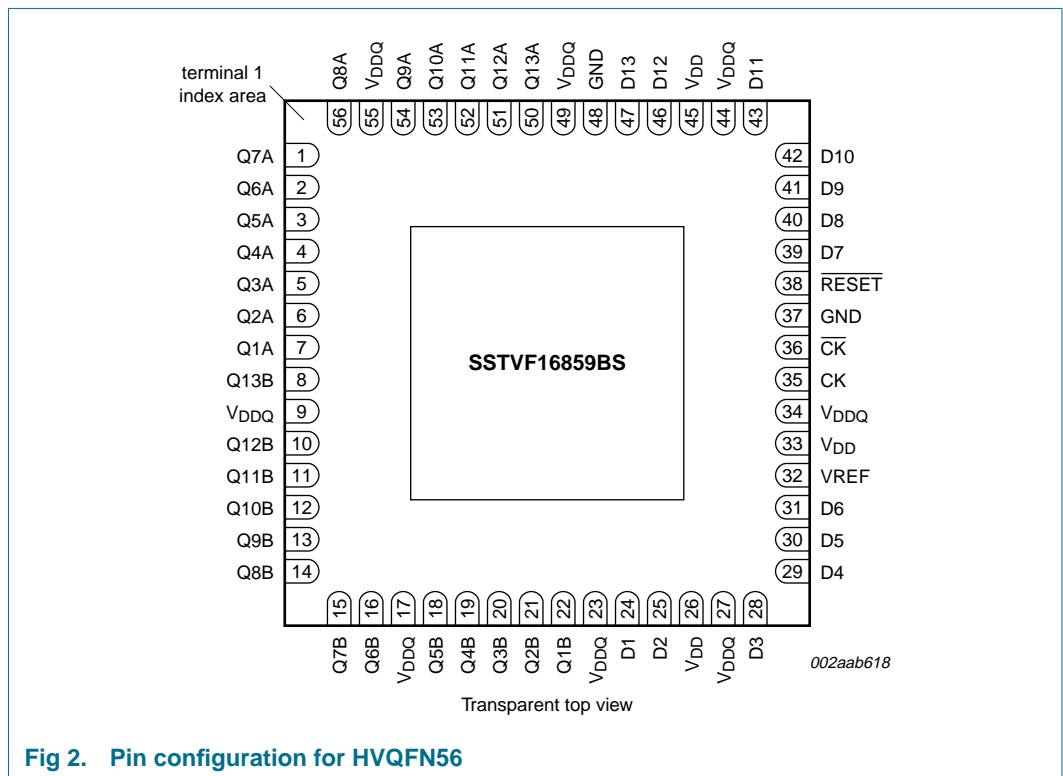 terminal 1
index area
Q8A
VDDQ
Q9A
Q10A
Q11A
Q12A
Q13A
VDDQ
GND
D13
D12
VDD
VDDQ
D11
56
55
54
53
52
51
50
49
48
47
46
45
44
43
Q7A 1
Q6A 2
Q5A 3
Q4A 4
Q3A 5
Q2A 6
Q1A 7
Q13B 8
VDDQ 9
Q12B 10
Q11B 11
Q10B 12
Q9B 13
Q8B 14
SSTVF16859BS
42 D10
41 D9
40 D8
39 D7
38 RESET
37 GND
36 CK
35 CK
34 VDDQ
33 VDD
32 VREF
31 D6
30 D5
29 D4
15
16
17
18
19
20
21
22
23
24
25
26
27
28
Q7B
Q6B
VDDQ
Q5B
Q4B
Q3B
Q2B
Q1B
VDDQ
D1
D2
VDD
VDDQ
D3
002aab618
Transparent top view
Fig 2. Pin configuration for HVQFN56